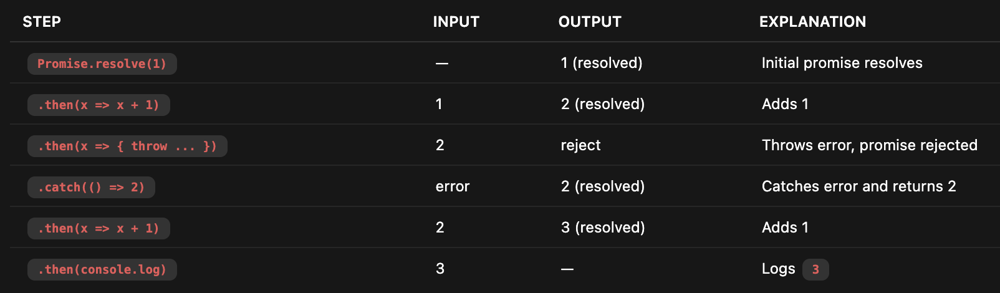 STEP INPUT OUTPUT EXPLANATION
Promise.resolve(1) — 1 (resolved) Initial promise resolves
.then(x => x + 1) 1 2 (resolved) Adds 1
.then(x => { throw ... }) 2 reject Throws error, promise rejected
.catch(() => 2) error 2 (resolved) Catches error and returns 2
.then(x => x + 1) 2 3 (resolved) Adds 1
.then(console.log) 3 — Logs 3